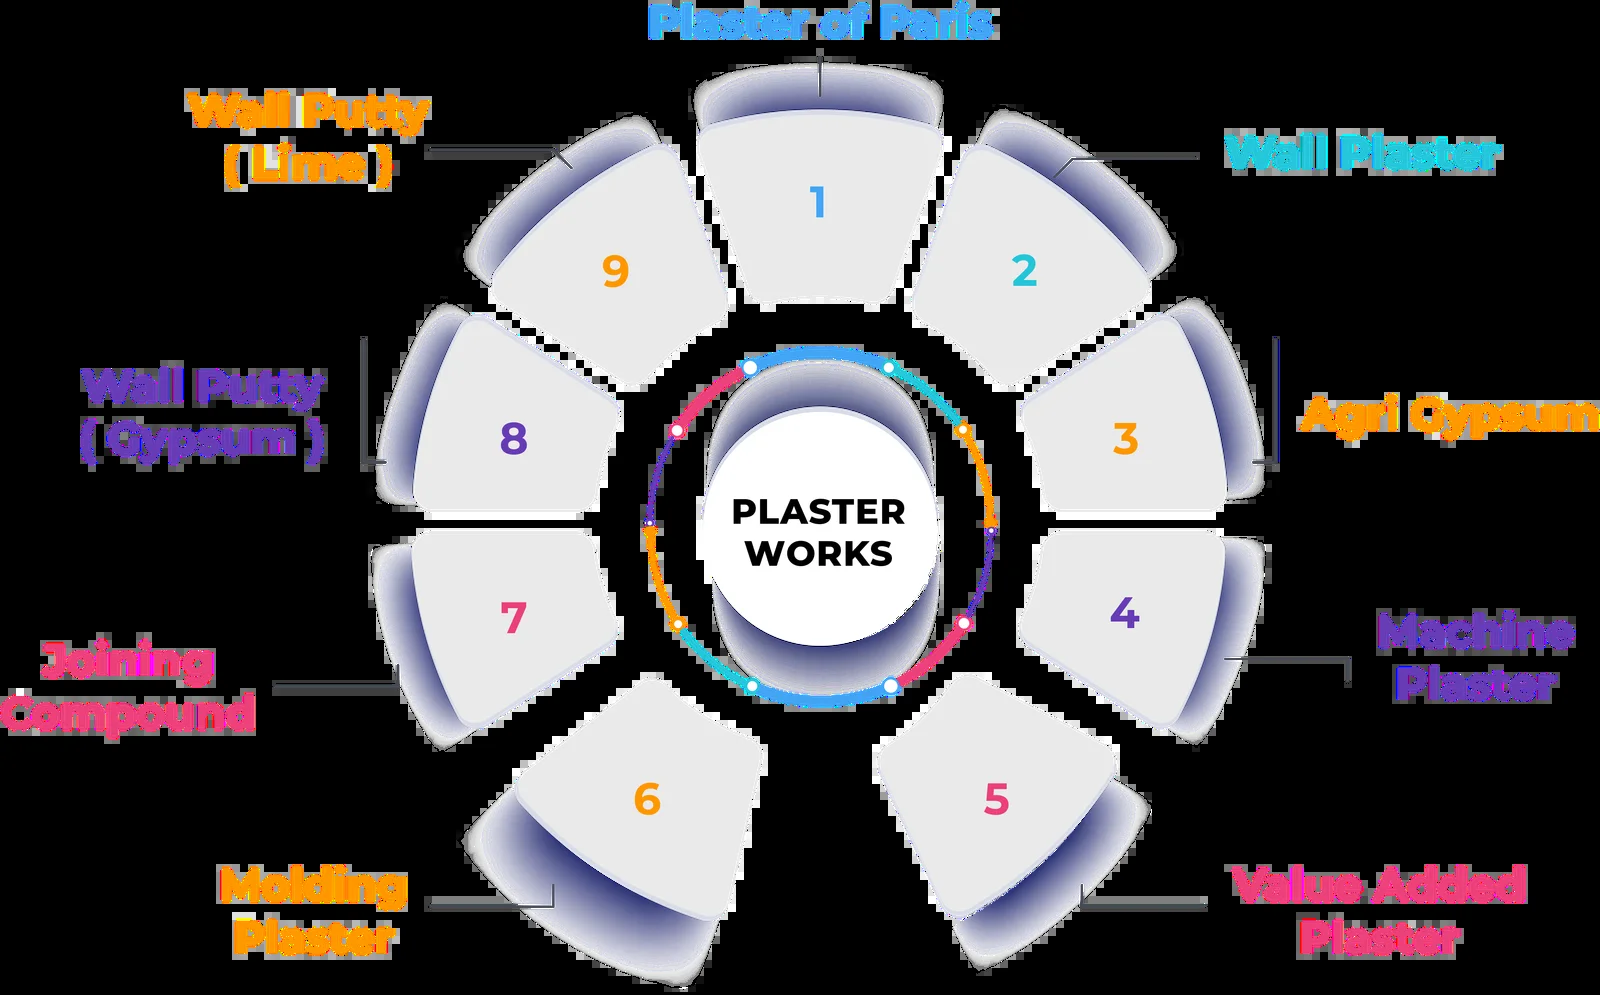 Plaster of Paris
1
Wall Plaster
2
Agri Gypsum
3
Machine
Plaster
4
Value Added
Plaster
5
Molding
Plaster
6
Joining
Compound
7
Wall Putty
( Gypsum )
8
Wall Putty
( Lime )
9
PLASTER
WORKS